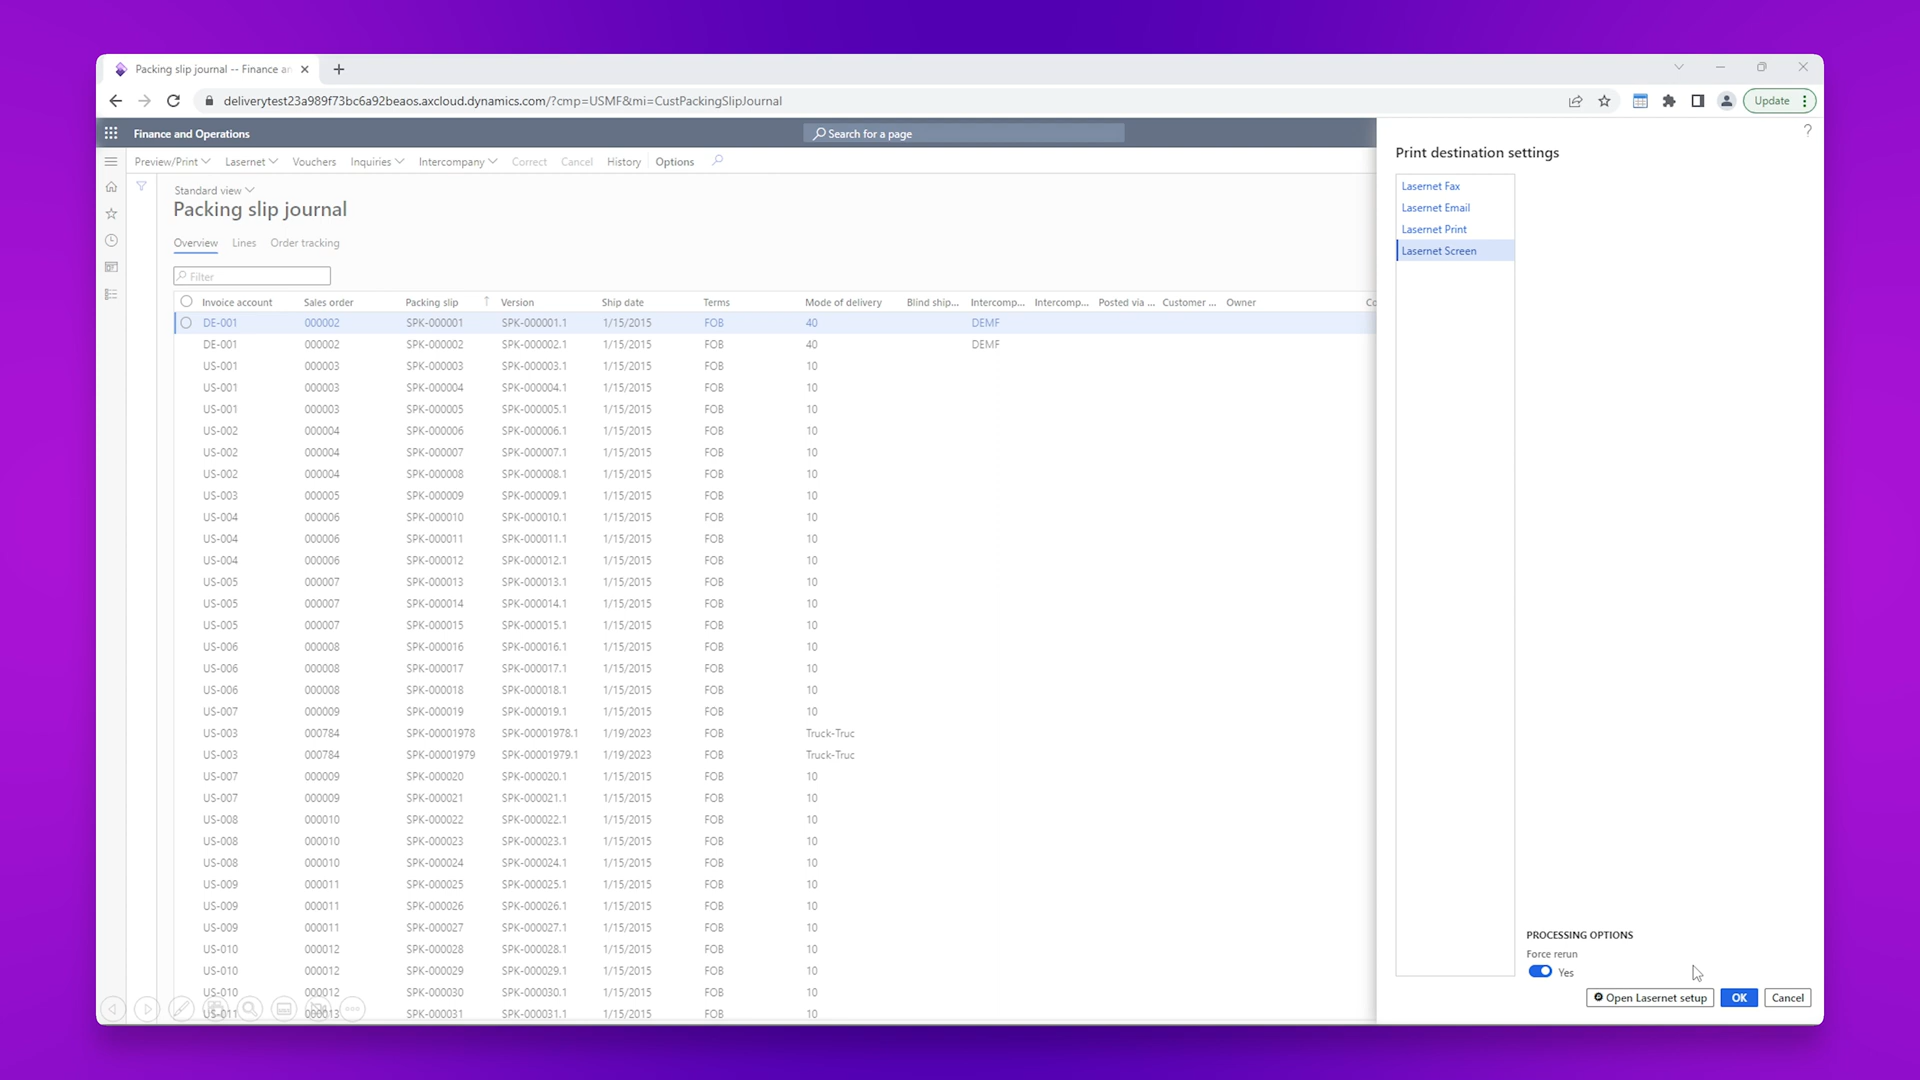 Packing slip journal -- Finance an
deliverytest23a989f73bc6a92beaos.axcloud.dynamics.com/?cmp=USMF&mi=CustPackingSlipJournal
Update
Finance and Operations
Search for a page
?
Preview/Print Lasernet Vouchers Inquiries Intercompany Correct Cancel History Options
Print destination settings
Lasernet Fax
Lasernet Email
Lasernet Print
Lasernet Screen
Standard view
Packing slip journal
Overview Lines Order tracking
Filter
Invoice account Sales order Packing slip Version Ship date Terms Mode of delivery Blind ship... Intercomp... Intercomp... Posted via ... Customer ... Owner Co
DE-001 000002 SPK-000001 SPK-000001.1 1/15/2015 FOB 40 DEMF
DE-001 000002 SPK-000002 SPK-000002.1 1/15/2015 FOB 40 DEMF
US-001 000003 SPK-000003 SPK-000003.1 1/15/2015 FOB 10
US-001 000003 SPK-000004 SPK-000004.1 1/15/2015 FOB 10
US-001 000003 SPK-000005 SPK-000005.1 1/15/2015 FOB 10
US-002 000004 SPK-000006 SPK-000006.1 1/15/2015 FOB 10
US-002 000004 SPK-000007 SPK-000007.1 1/15/2015 FOB 10
US-002 000004 SPK-000008 SPK-000008.1 1/15/2015 FOB 10
US-003 000005 SPK-000009 SPK-000009.1 1/15/2015 FOB 10
US-004 000006 SPK-000010 SPK-000010.1 1/15/2015 FOB 10
US-004 000006 SPK-000011 SPK-000011.1 1/15/2015 FOB 10
US-004 000006 SPK-000012 SPK-000012.1 1/15/2015 FOB 10
US-005 000007 SPK-000013 SPK-000013.1 1/15/2015 FOB 10
US-005 000007 SPK-000014 SPK-000014.1 1/15/2015 FOB 10
US-005 000007 SPK-000015 SPK-000015.1 1/15/2015 FOB 10
US-006 000008 SPK-000016 SPK-000016.1 1/15/2015 FOB 10
US-006 000008 SPK-000017 SPK-000017.1 1/15/2015 FOB 10
US-006 000008 SPK-000018 SPK-000018.1 1/15/2015 FOB 10
US-007 000009 SPK-000019 SPK-000019.1 1/15/2015 FOB 10
US-003 000784 SPK-00001978 SPK-00001978.1 1/19/2023 FOB Truck-Truc
US-003 000784 SPK-00001979 SPK-00001979.1 1/19/2023 FOB Truck-Truc
US-007 000009 SPK-000020 SPK-000020.1 1/15/2015 FOB 10
US-007 000009 SPK-000021 SPK-000021.1 1/15/2015 FOB 10
US-008 000010 SPK-000022 SPK-000022.1 1/15/2015 FOB 10
US-008 000010 SPK-000023 SPK-000023.1 1/15/2015 FOB 10
US-008 000010 SPK-000024 SPK-000024.1 1/15/2015 FOB 10
US-009 000011 SPK-000025 SPK-000025.1 1/15/2015 FOB 10
US-009 000011 SPK-000026 SPK-000026.1 1/15/2015 FOB 10
US-009 000011 SPK-000027 SPK-000027.1 1/15/2015 FOB 10
US-010 000012 SPK-000028 SPK-000028.1 1/15/2015 FOB 10
US-010 000012 SPK-000029 SPK-000029.1 1/15/2015 FOB 10
US-010 000012 SPK-000030 SPK-000030.1 1/15/2015 FOB 10
US-011 000013 SPK-000031 SPK-000031.1 1/15/2015 FOB 10
PROCESSING OPTIONS
Force rerun
Yes
Open Lasernet setup OK Cancel